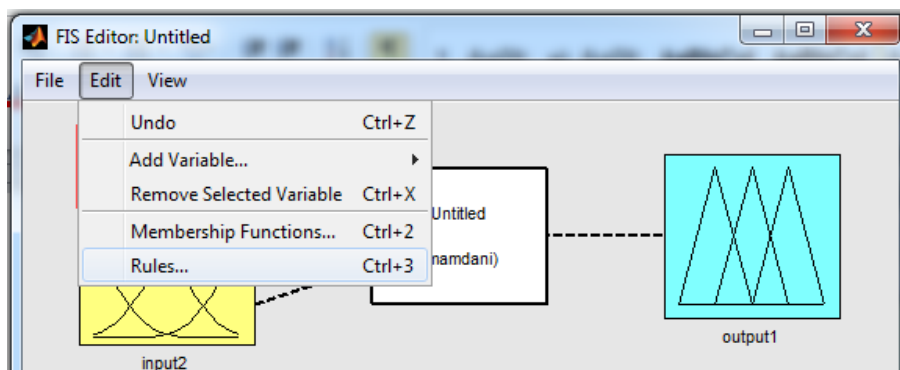 FIS Editor: Untitled
File Edit View
Undo Ctrl+Z
Add Variable...
Remove Selected Variable Ctrl+X
Membership Functions... Ctrl+2
Rules... Ctrl+3
Untitled
namdani)
output1
input2